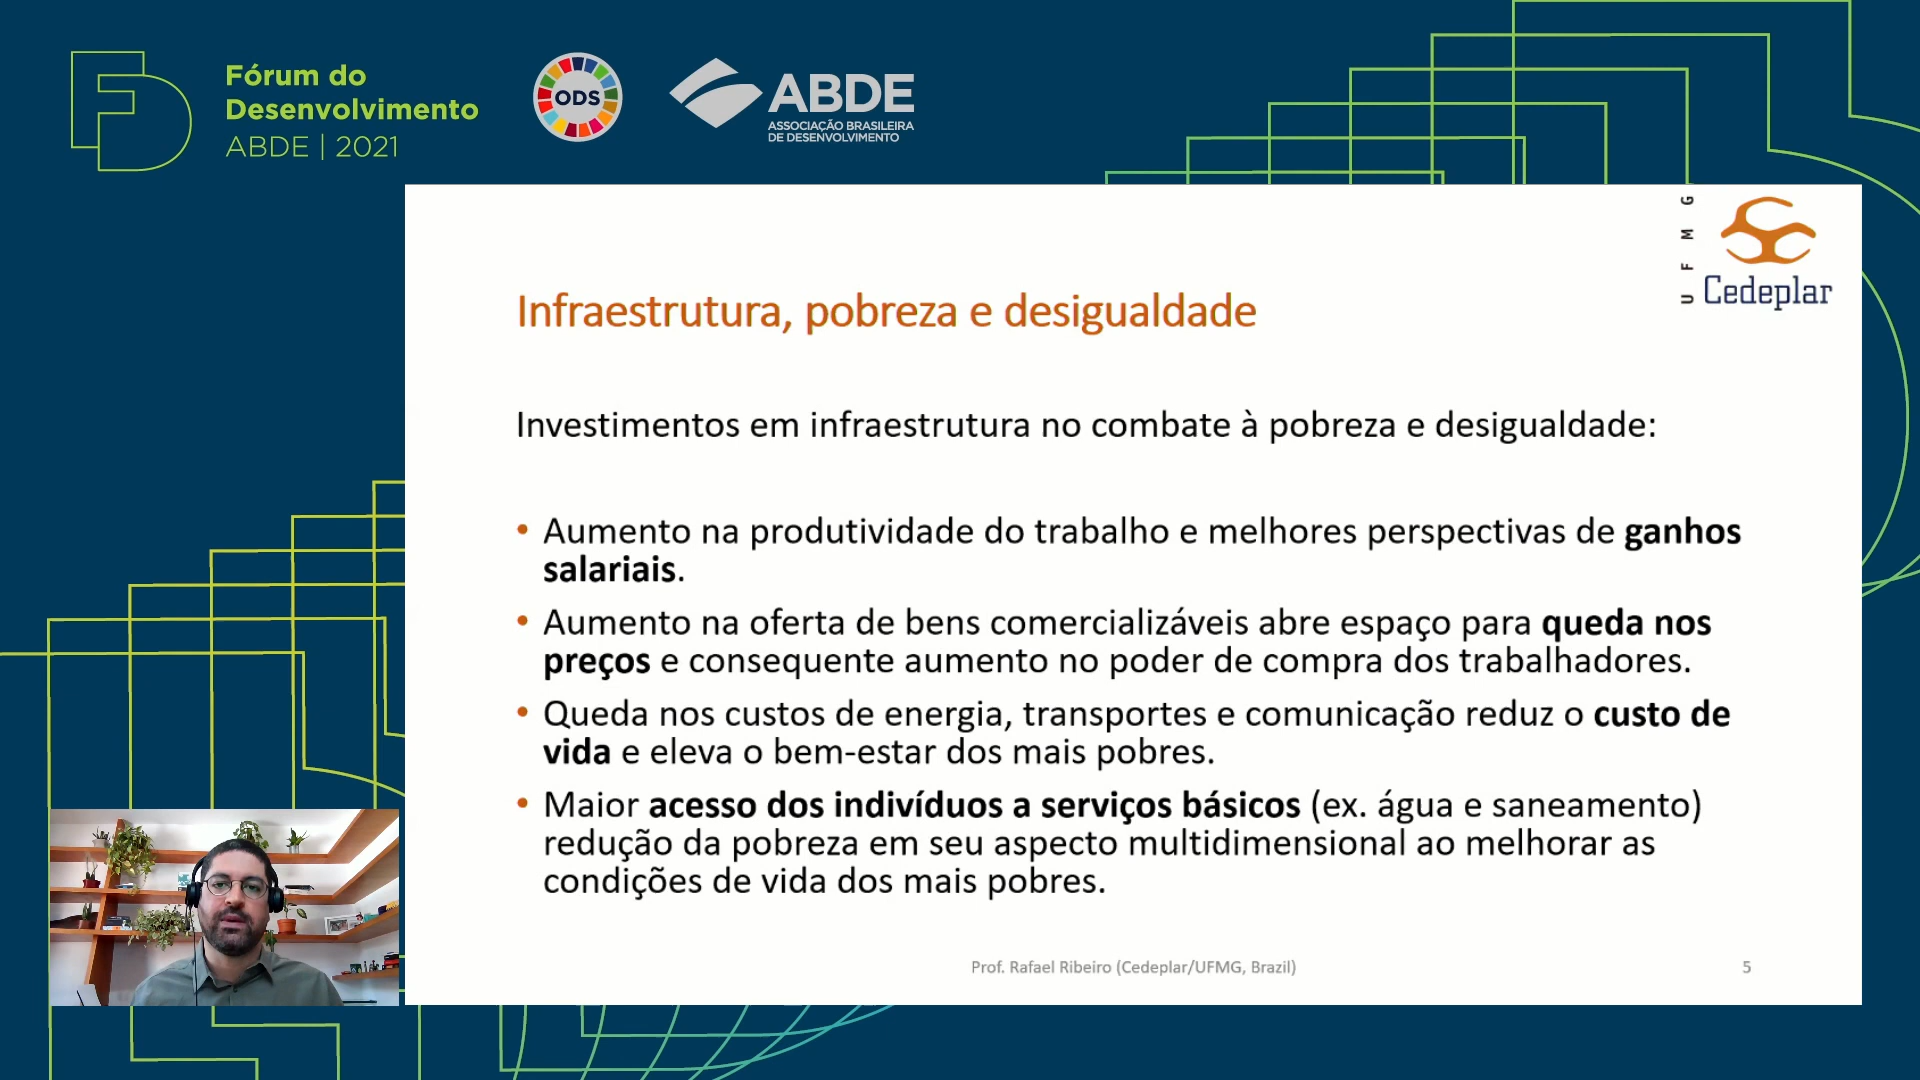 Fórum do
Desenvolvimento
ABDE | 2021
ODS
ABDE
ASSOCIAÇÃO BRASILEIRA
DE DESENVOLVIMENTO
UFMG
Cedeplar
Infraestrutura, pobreza e desigualdade
Investimentos em infraestrutura no combate à pobreza e desigualdade:
• Aumento na produtividade do trabalho e melhores perspectivas de ganhos
salariais.
• Aumento na oferta de bens comercializáveis abre espaço para queda nos
preços e consequente aumento no poder de compra dos trabalhadores.
• Queda nos custos de energia, transportes e comunicação reduz o custo de
vida e eleva o bem-estar dos mais pobres.
• Maior acesso dos indivíduos a serviços básicos (ex. água e saneamento)
redução da pobreza em seu aspecto multidimensional ao melhorar as
condições de vida dos mais pobres.
Prof. Rafael Ribeiro (Cedeplar/UFMG, Brazil)
5